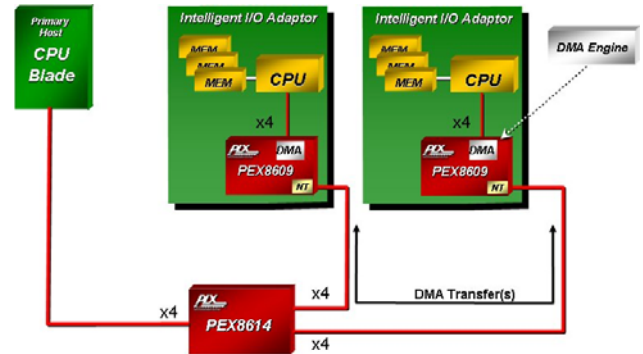 Primary
Host
CPU
Blade
Intelligent I/O Adaptor
MEM
MEM
MEM
CPU
x4
PLX
DMA
PEX8609
NT
Intelligent I/O Adaptor
MEM
MEM
MEM
CPU
x4
PLX
DMA
PEX8609
NT
DMA Engine
DMA Transfer(s)
x4
PLX
PEX8614
x4
x4